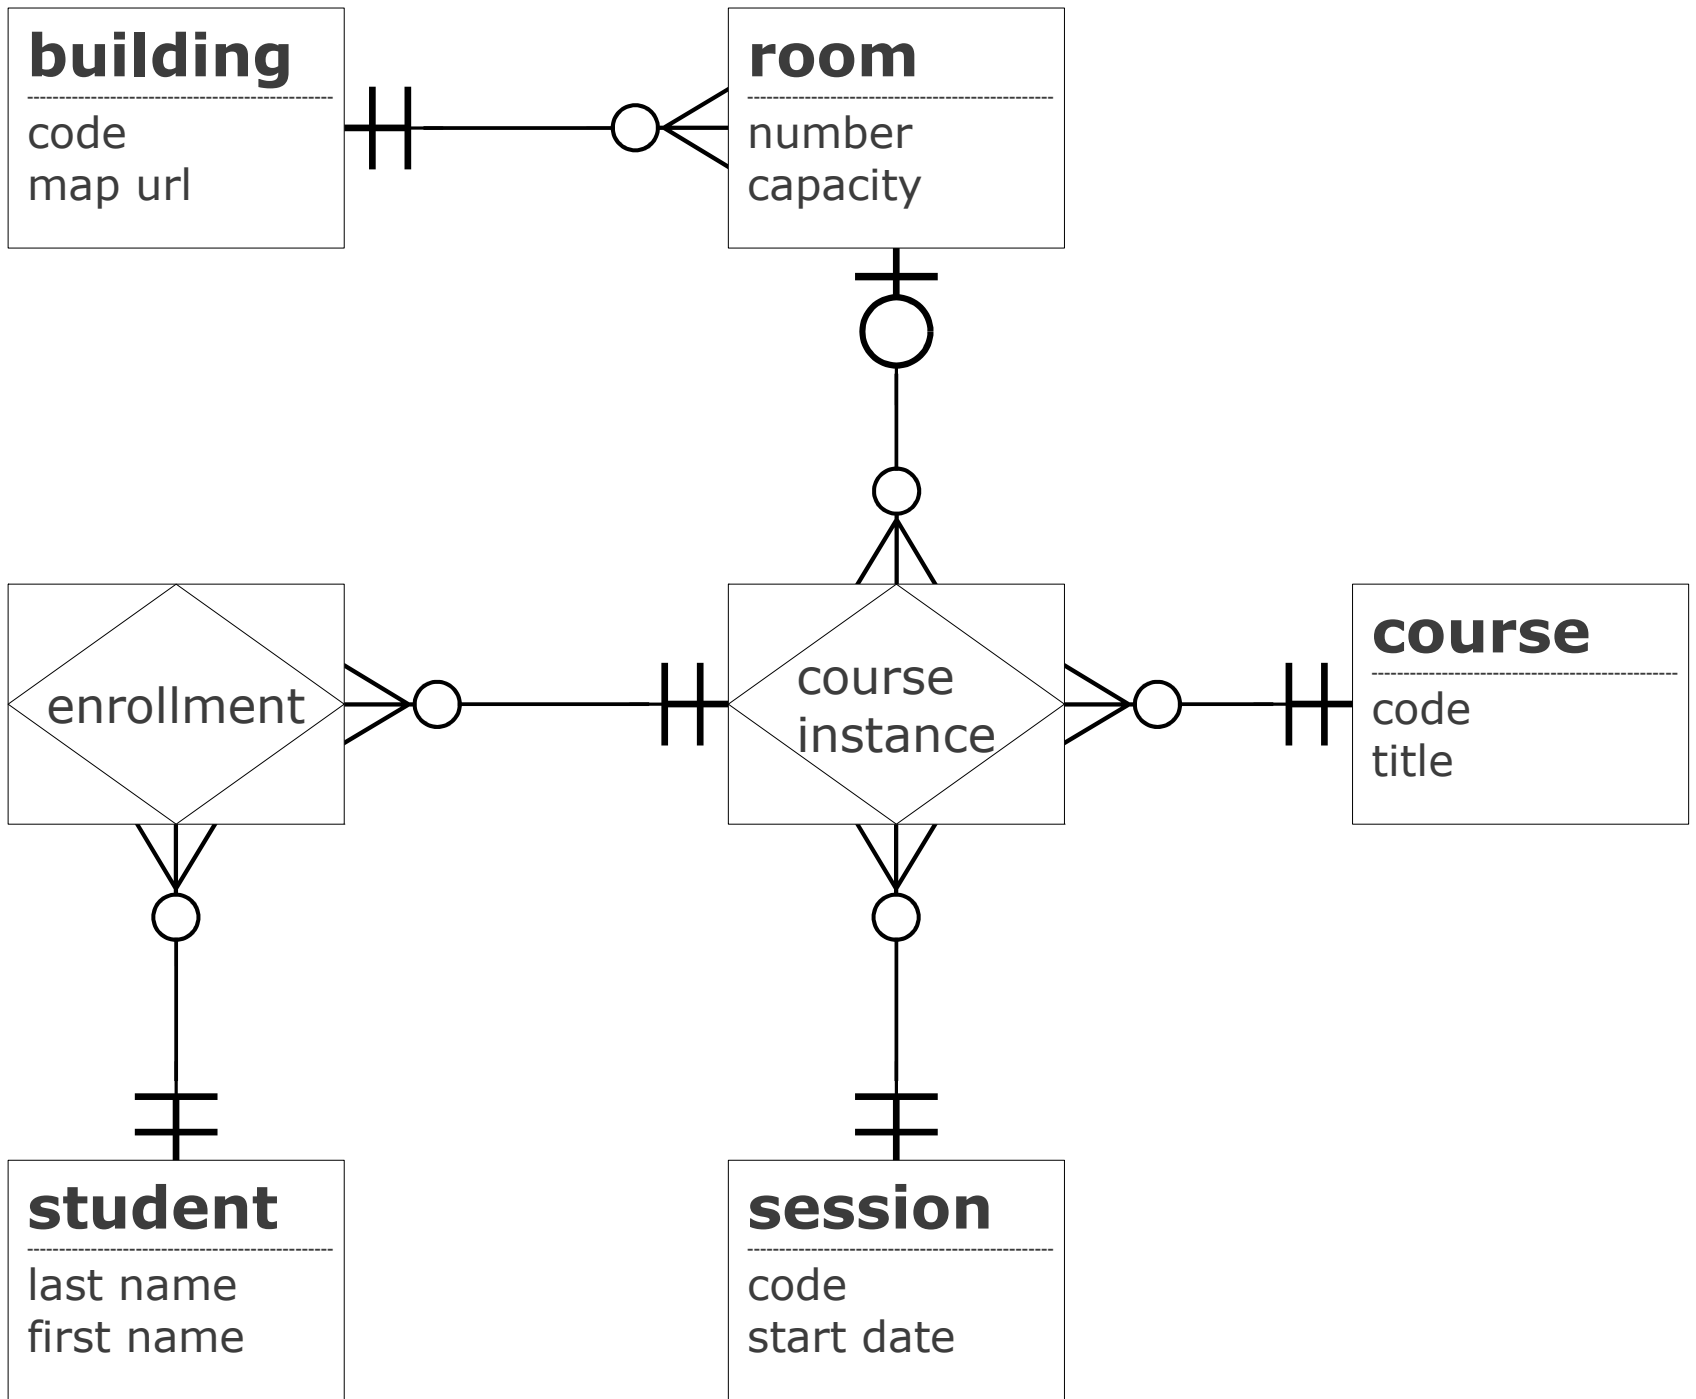 building
code
map url
room
number
capacity
enrollment
course
instance
course
code
title
student
last name
first name
session
code
start date